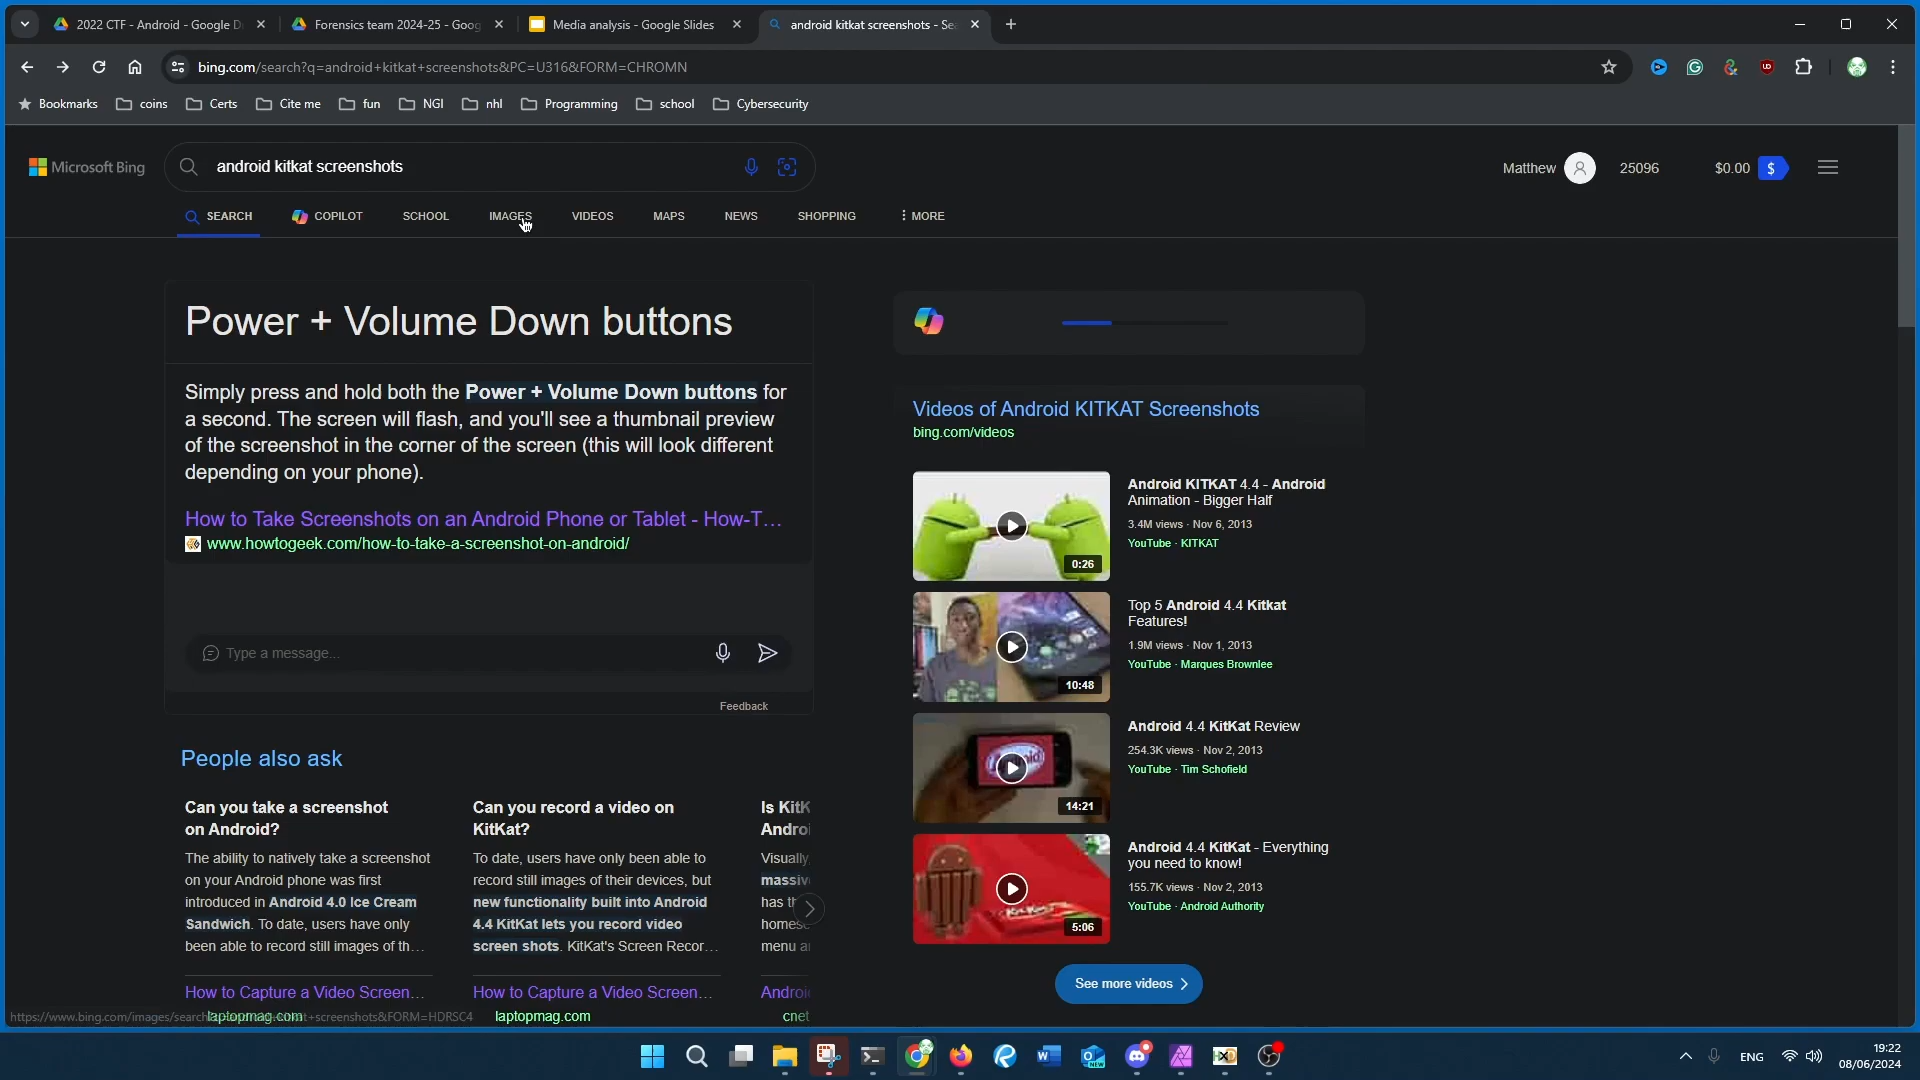 2022 CTF - Android - Google D
Forensics team 2024-25 - Goog
Media analysis - Google Slides
android kitkat screenshots - Se
bing.com/search?q=android+kitkat+screenshots&PC=U316&FORM=CHROMN
Bookmarks
coins
Certs
Cite me
fun
NGI
nhl
Programming
school
Cybersecurity
Microsoft Bing
android kitkat screenshots
Matthew
25096
$0.00
$
SEARCH
COPILOT
SCHOOL
IMAGES
VIDEOS
MAPS
NEWS
SHOPPING
MORE
Power + Volume Down buttons
Simply press and hold both the Power + Volume Down buttons for
a second. The screen will flash, and you'll see a thumbnail preview
of the screenshot in the corner of the screen (this will look different
depending on your phone).
How to Take Screenshots on an Android Phone or Tablet - How-T…
www.howtogeek.com/how-to-take-a-screenshot-on-android/
Type a message...
Feedback
People also ask
Can you take a screenshot
on Android?
The ability to natively take a screenshot
on your Android phone was first
introduced in Android 4.0 Ice Cream
Sandwich. To date, users have only
been able to record still images of th…
How to Capture a Video Screen…
laptopmag.com
Can you record a video on
KitKat?
To date, users have only been able to
record still images of their devices, but
new functionality built into Android
4.4 KitKat lets you record video
screen shots. KitKat's Screen Recor…
How to Capture a Video Screen…
laptopmag.com
Is KitK
Androi
Visually
massiv
has th
homes
menu a
Androi
cnet
Videos of Android KITKAT Screenshots
bing.com/videos
0:26
Android KITKAT 4.4 - Android
Animation - Bigger Half
3.4M views · Nov 6, 2013
YouTube · KITKAT
10:48
Top 5 Android 4.4 Kitkat
Features!
1.9M views · Nov 1, 2013
YouTube · Marques Brownlee
14:21
Android 4.4 KitKat Review
254.3K views · Nov 2, 2013
YouTube · Tim Schofield
5:06
Android 4.4 KitKat - Everything
you need to know!
155.7K views · Nov 2, 2013
YouTube · Android Authority
See more videos
ENG
19:22
08/06/2024